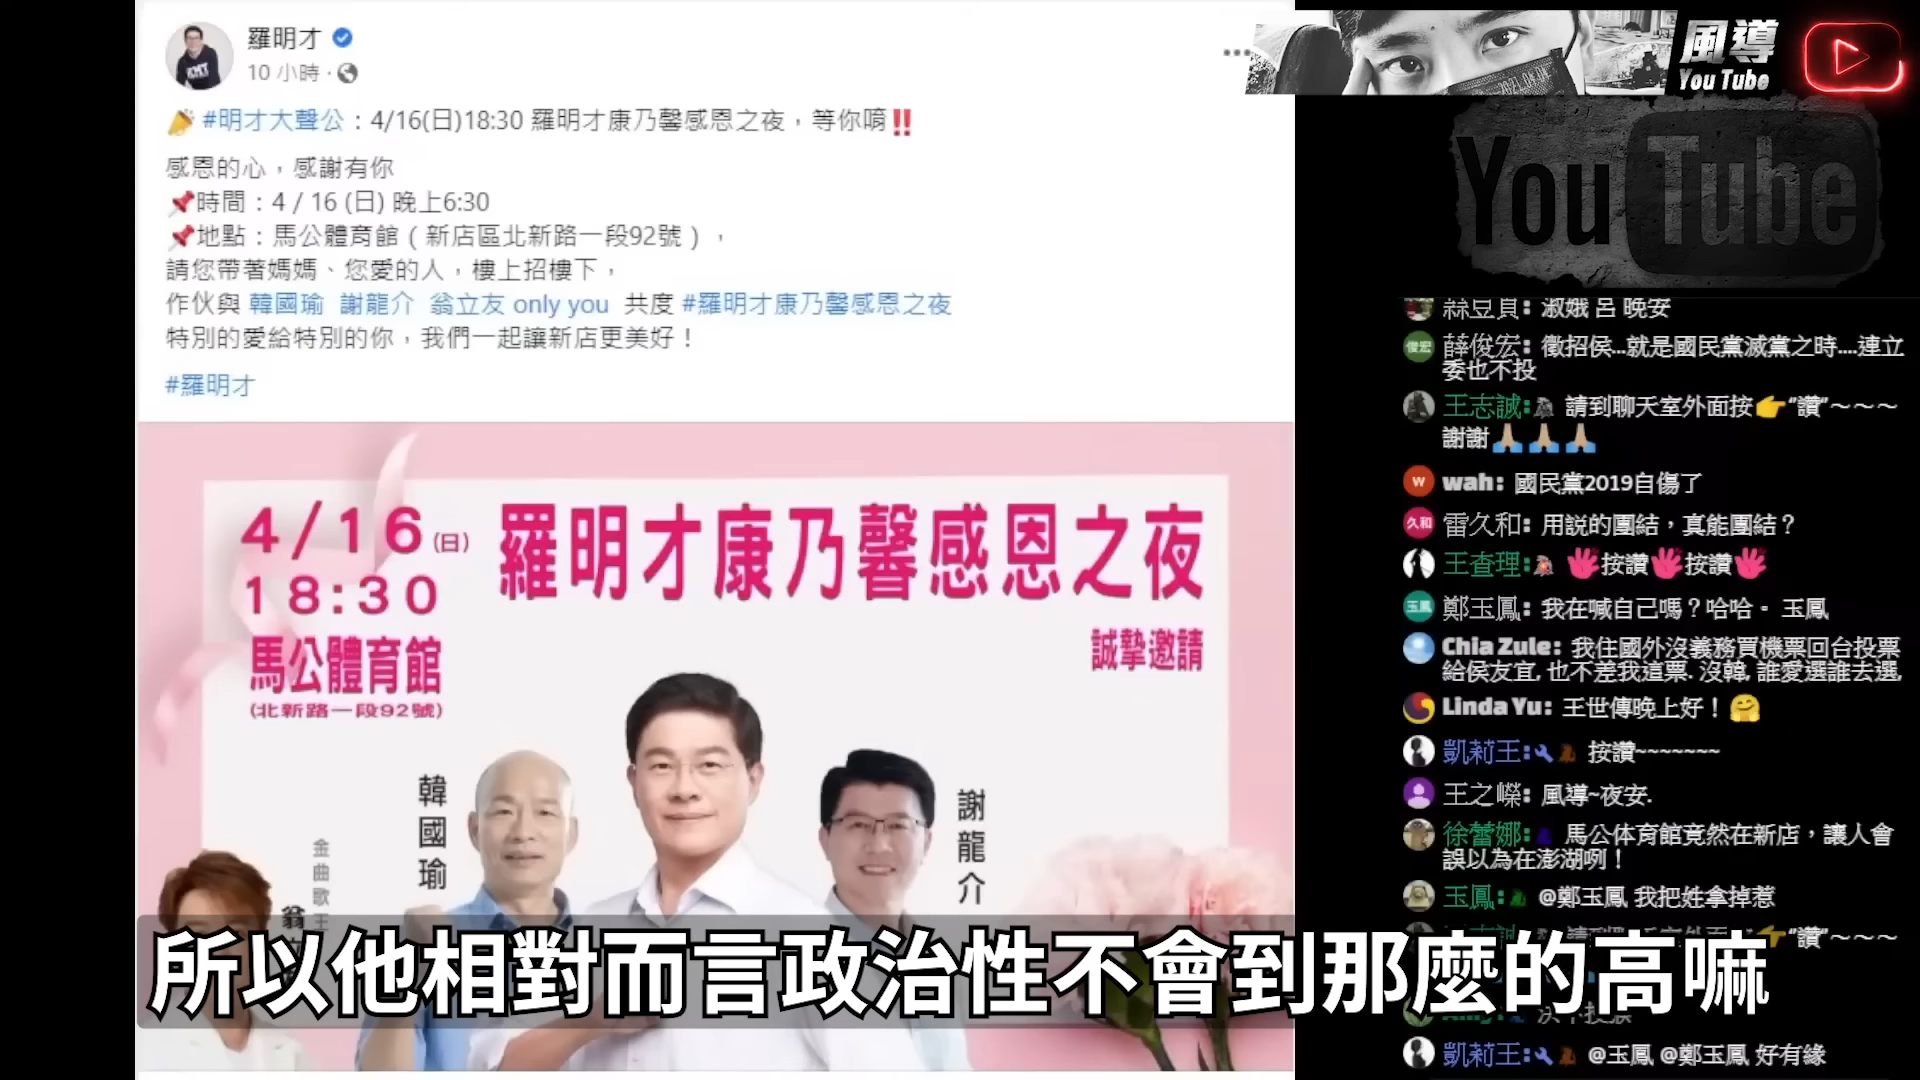 羅明才
10 小時
#明才大聲公：4/16(日)18:30 羅明才康乃馨感恩之夜，等你唷‼️
感恩的心，感謝有你
📌時間：4 / 16 (日) 晚上6:30
📌地點：馬公體育館（新店區北新路一段92號），
請您帶著媽媽、您愛的人，樓上招樓下，
作伙與 韓國瑜 謝龍介 翁立友 only you 共度 #羅明才康乃馨感恩之夜
特別的愛給特別的你，我們一起讓新店更美好！
#羅明才
4/16(日)
18:30
馬公體育館
(北新路一段92號)
羅明才康乃馨感恩之夜
誠摯邀請
韓國瑜
謝龍介
金曲歌王
翁
KMT
所以他相對而言政治性不會到那麼的高嘛
風導
You Tube
YouTube
淑娥 呂 晚安
薛俊宏: 徵招侯...就是國民黨滅黨之時....連立
委也不投
王志誠: 請到聊天室外面按👉"讚"～～～
謝謝🙏🙏🙏
wah: 國民黨2019自傷了
雷久和: 用說的團結，真能團結？
王查理: 按讚 按讚
鄭玉鳳: 我在喊自己嗎？哈哈。 玉鳳
Chia Zule: 我住國外沒義務買機票回台投票
給侯友宜, 也不差我這票. 沒韓, 誰愛選誰去選,
Linda Yu: 王世傳晚上好！🤗
凱莉王: 按讚~~~~~~~
王之嶸: 風導~夜安.
徐蕾娜: 馬公体育館竟然在新店，讓人會
誤以為在澎湖咧！
玉鳳: @鄭玉鳳 我把姓拿掉惹
凱莉王: @玉鳳 @鄭玉鳳 好有緣